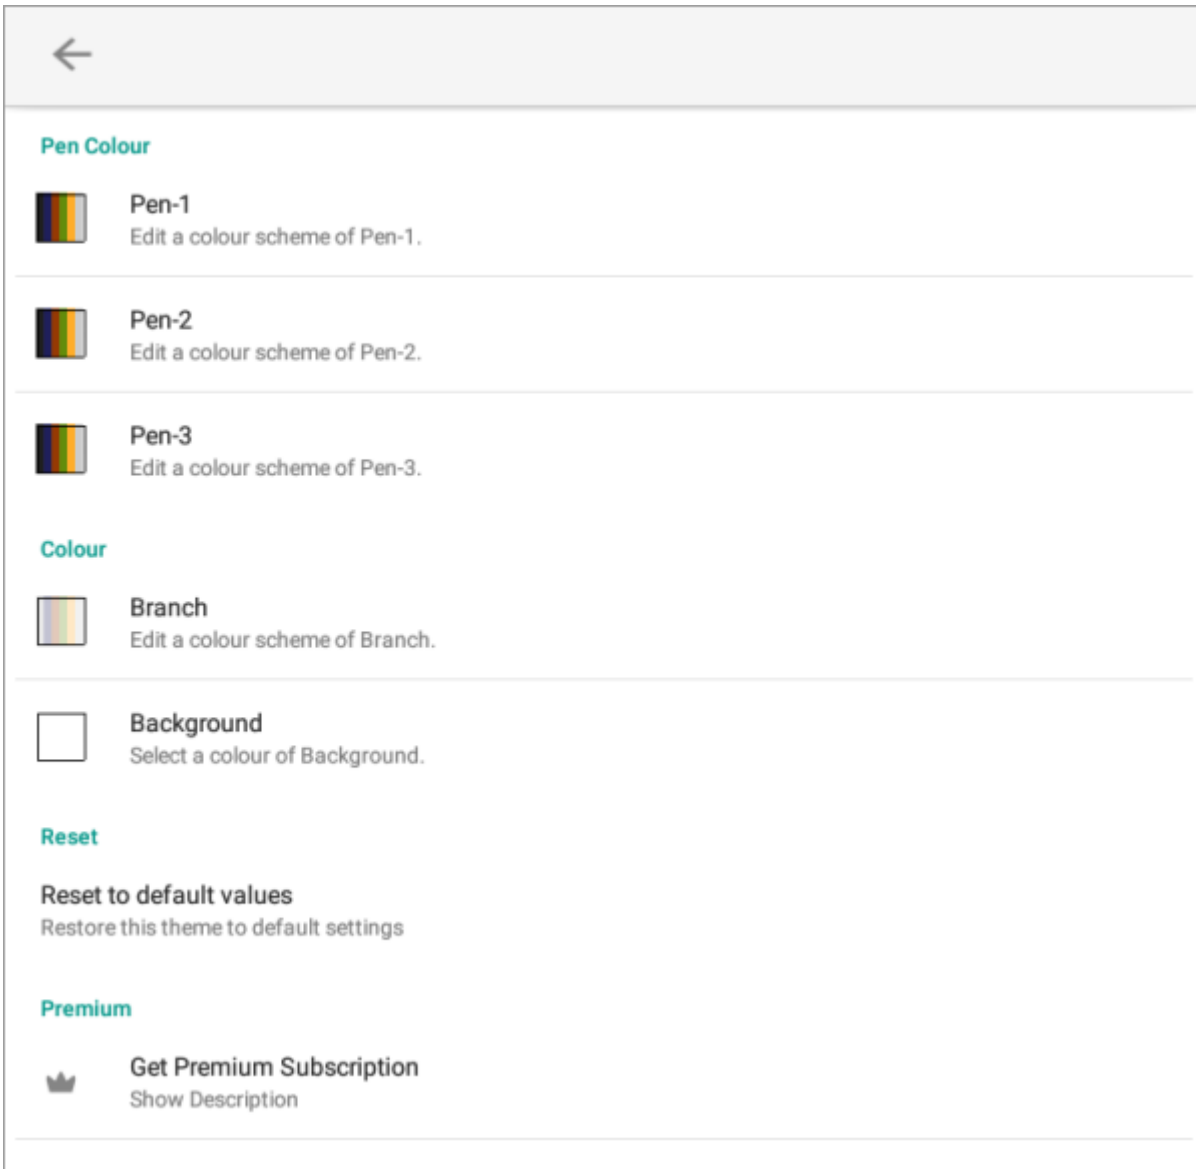 Pen Colour
Pen-1
Edit a colour scheme of Pen-1.
Pen-2
Edit a colour scheme of Pen-2.
Pen-3
Edit a colour scheme of Pen-3.
Colour
Branch
Edit a colour scheme of Branch.
Background
Select a colour of Background.
Reset
Reset to default values
Restore this theme to default settings
Premium
Get Premium Subscription
Show Description